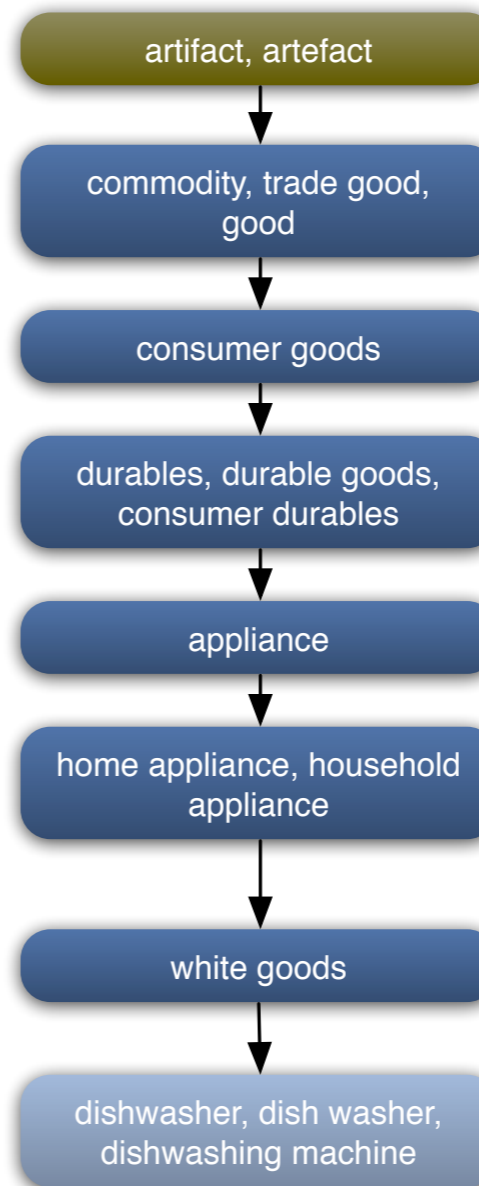 artifact, artefact
commodity, trade good,
good
consumer goods
durables, durable goods,
consumer durables
appliance
home appliance, household
appliance
white goods
dishwasher, dish washer,
dishwashing machine